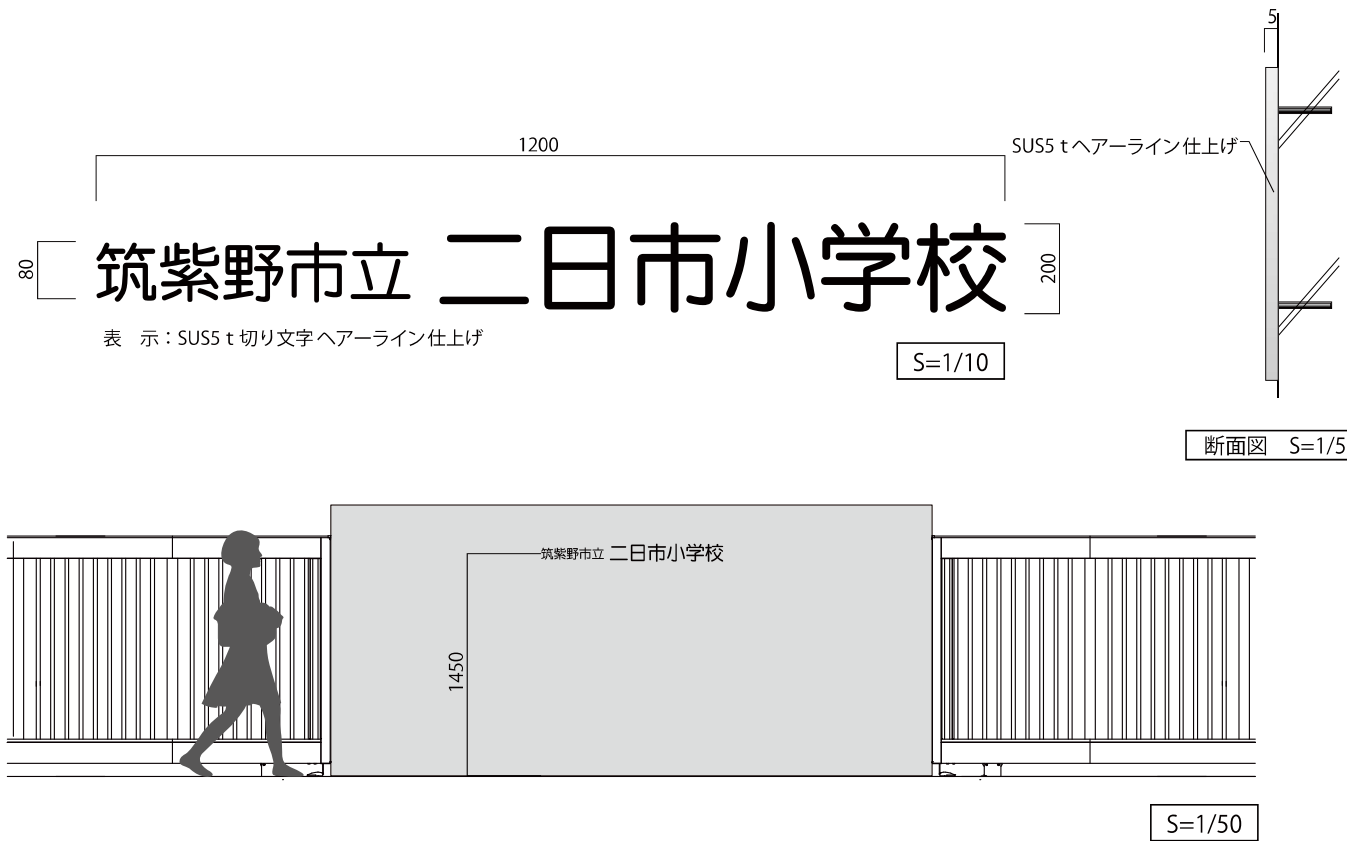 5
1200
SUS5 t ヘアーライン仕上げ
80
筑紫野市立 二日市小学校
200
表　示：SUS5 t 切り文字ヘアーライン仕上げ
S=1/10
断面図　S=1/5
筑紫野市立 二日市小学校
1450
S=1/50